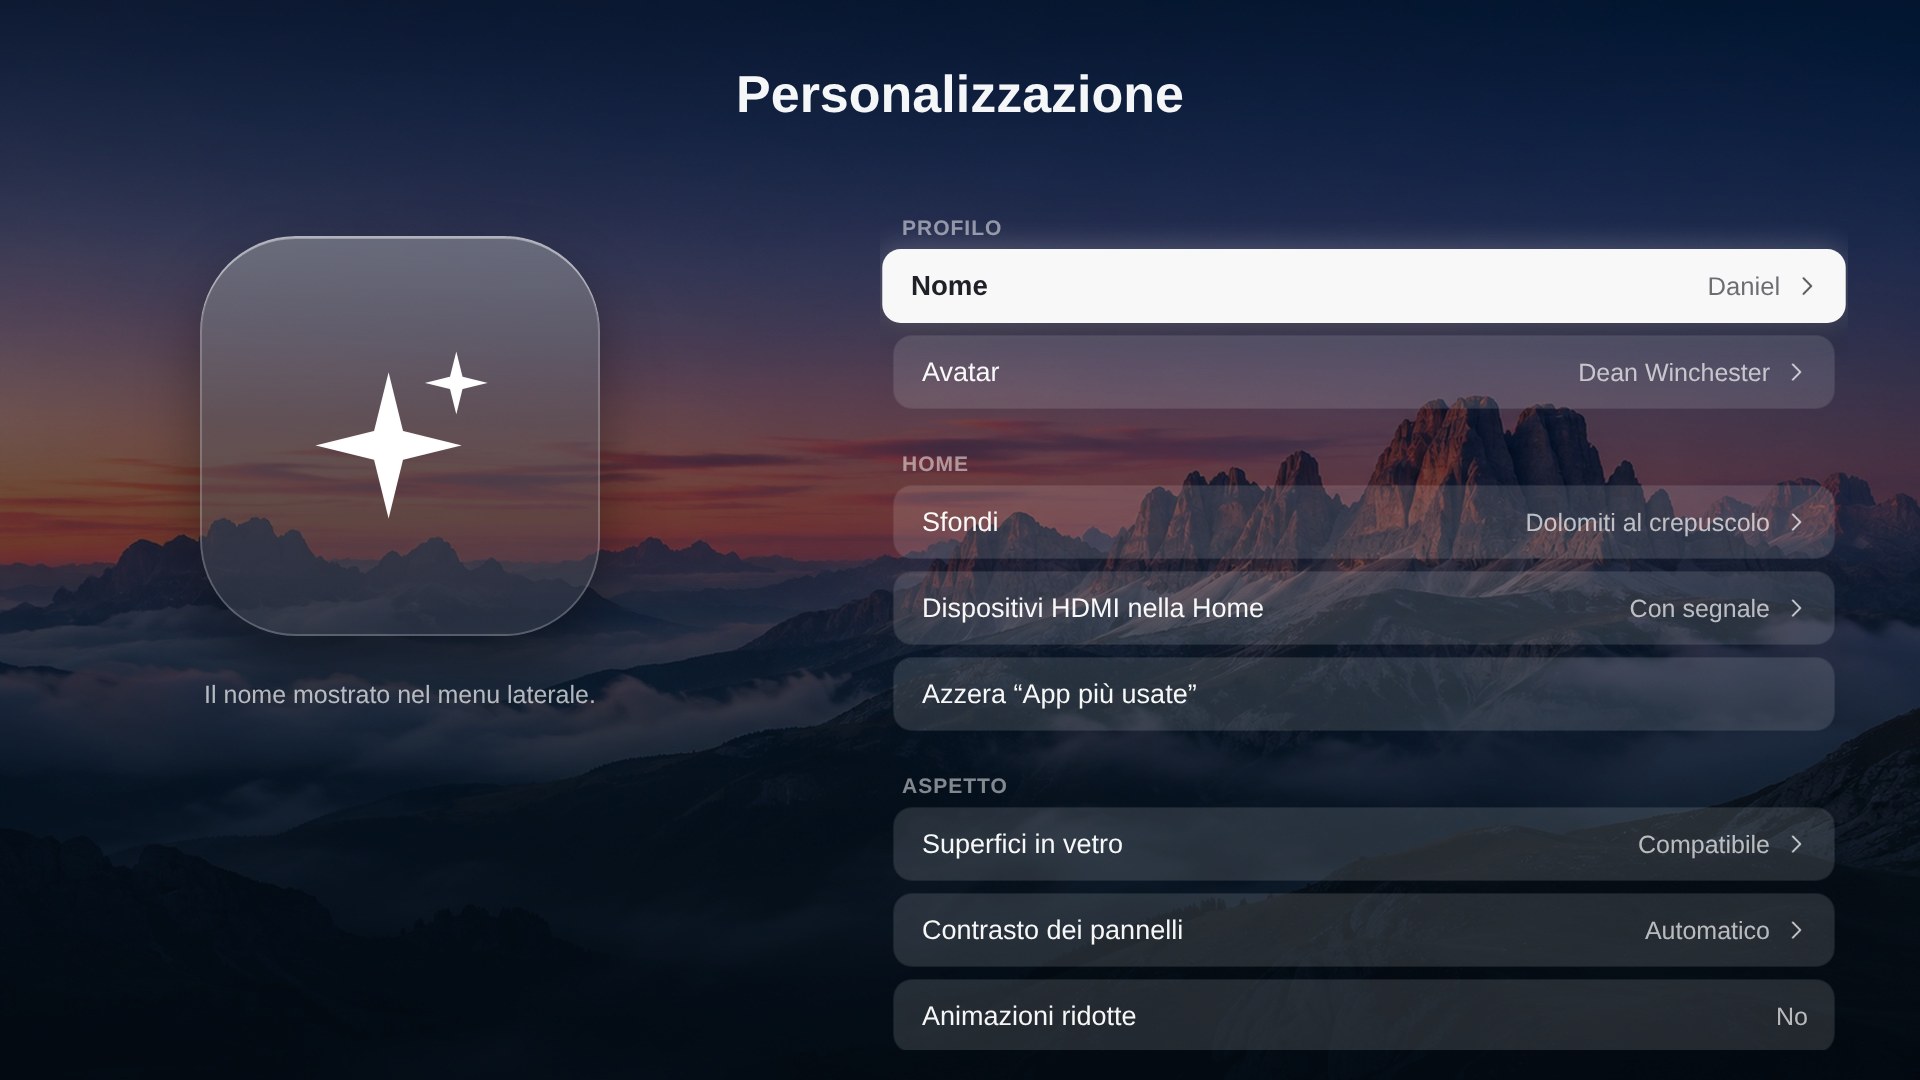 Personalizzazione
PROFILO
Nome Daniel
Avatar Dean Winchester
HOME
Sfondi Dolomiti al crepuscolo
Dispositivi HDMI nella Home Con segnale
Azzera “App più usate”
Il nome mostrato nel menu laterale.
ASPETTO
Superfici in vetro Compatibile
Contrasto dei pannelli Automatico
Animazioni ridotte No